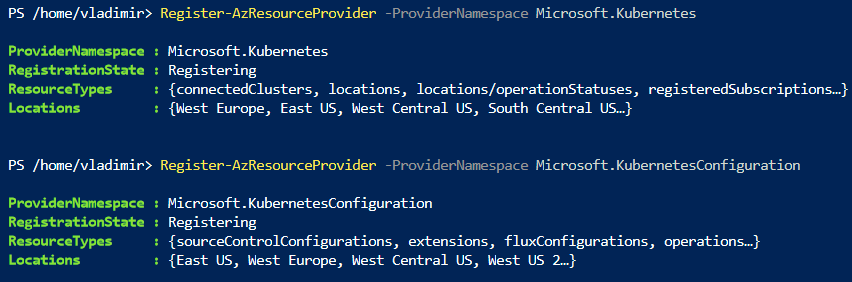 PS /home/vladimir> Register-AzResourceProvider -ProviderNamespace Microsoft.Kubernetes
ProviderNamespace : Microsoft.Kubernetes
RegistrationState : Registering
ResourceTypes     : {connectedClusters, locations, locations/operationStatuses, registeredSubscriptions…}
Locations         : {West Europe, East US, West Central US, South Central US…}
PS /home/vladimir> Register-AzResourceProvider -ProviderNamespace Microsoft.KubernetesConfiguration
ProviderNamespace : Microsoft.KubernetesConfiguration
RegistrationState : Registering
ResourceTypes     : {sourceControlConfigurations, extensions, fluxConfigurations, operations…}
Locations         : {East US, West Europe, West Central US, West US 2…}